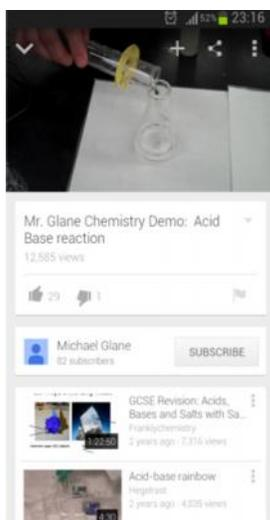 52% 23:16
Mr. Glane Chemistry Demo: Acid
Base reaction
12,585 views
29 1
Michael Glane
82 subscribers
SUBSCRIBE
GCSE Revision: Acids,
Bases and Salts with Sa...
Franklychemistry
2 years ago · 7,316 views
1:22:50
Acid-base rainbow
Hegelrast
2 years ago · 4,035 views
4:30